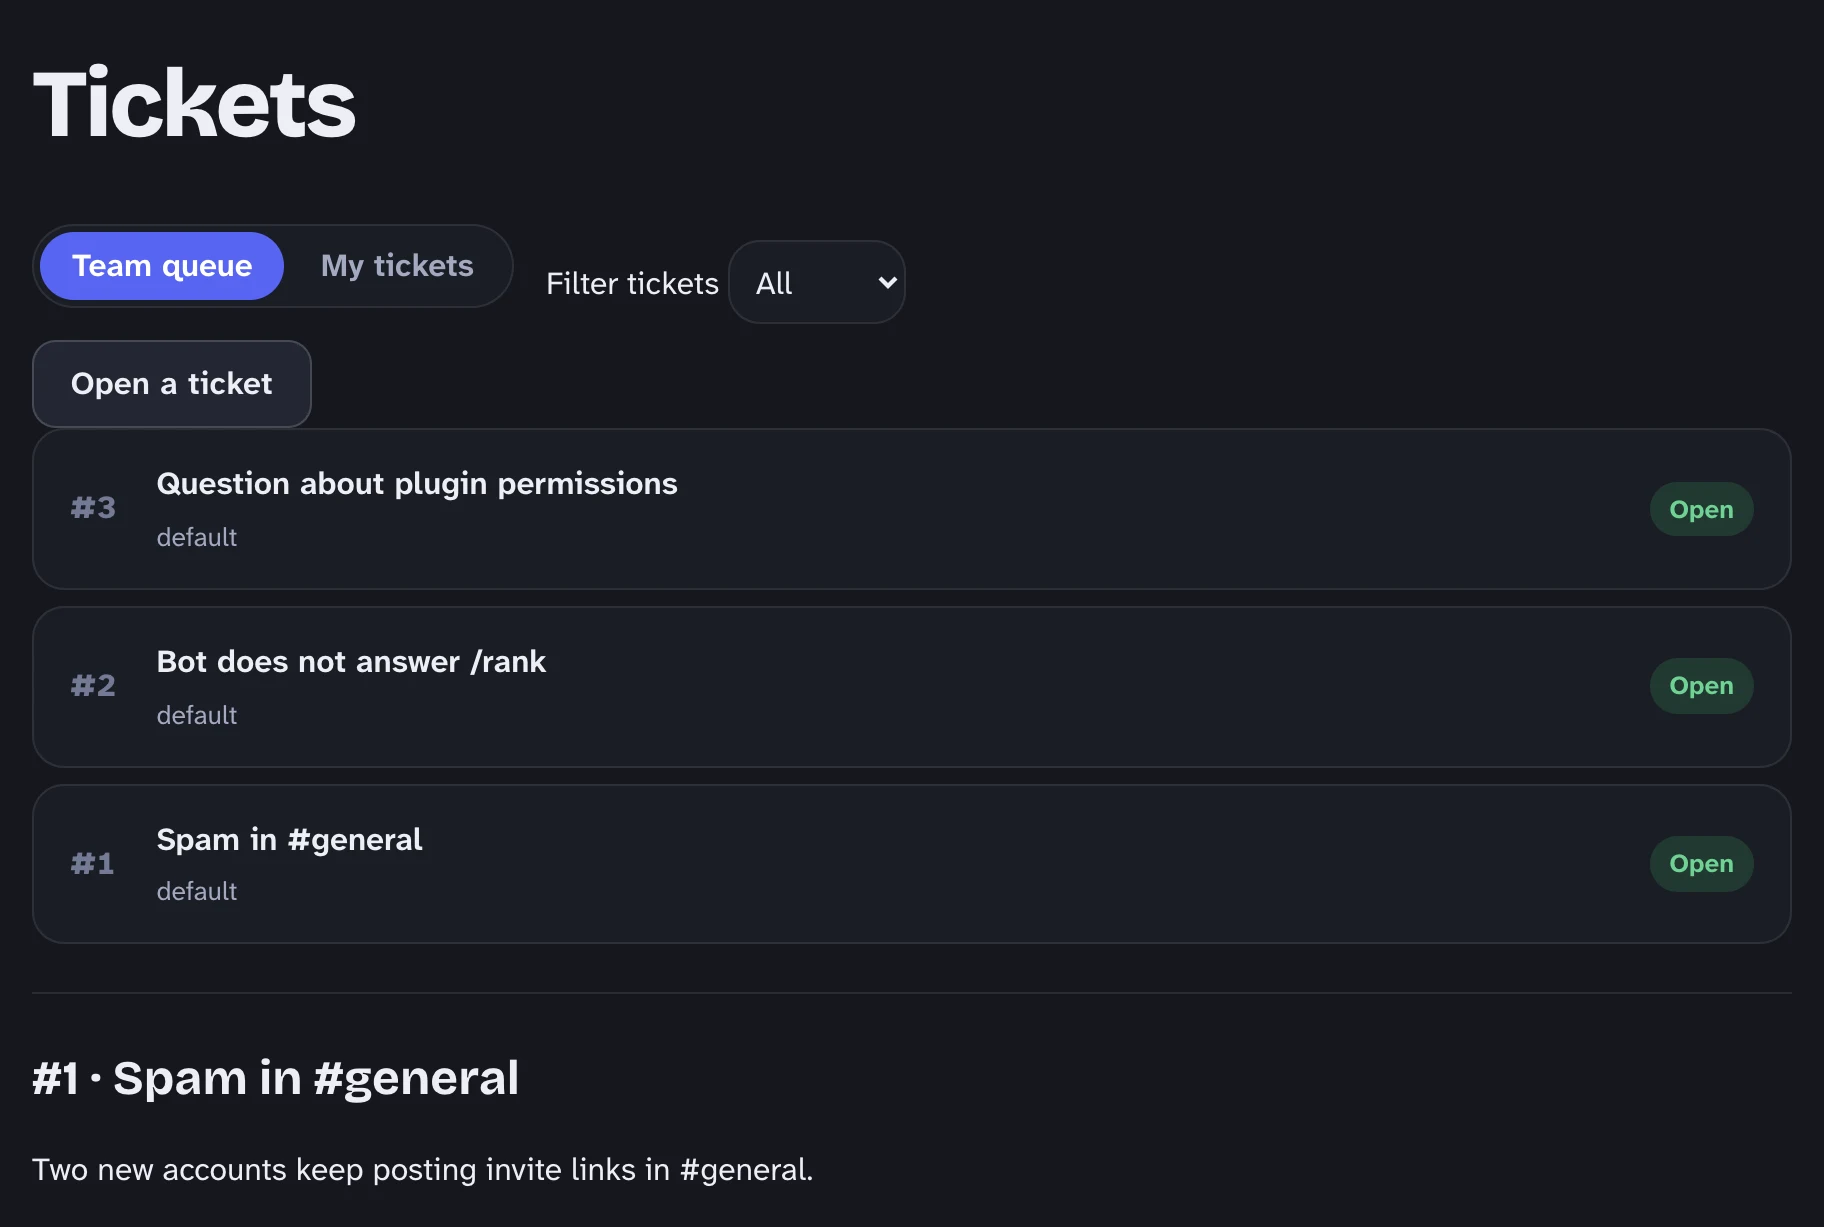 Tickets
Team queue My tickets Filter tickets All
Open a ticket
#3 Question about plugin permissions
default
Open
#2 Bot does not answer /rank
default
Open
#1 Spam in #general
default
Open
#1 · Spam in #general
Two new accounts keep posting invite links in #general.